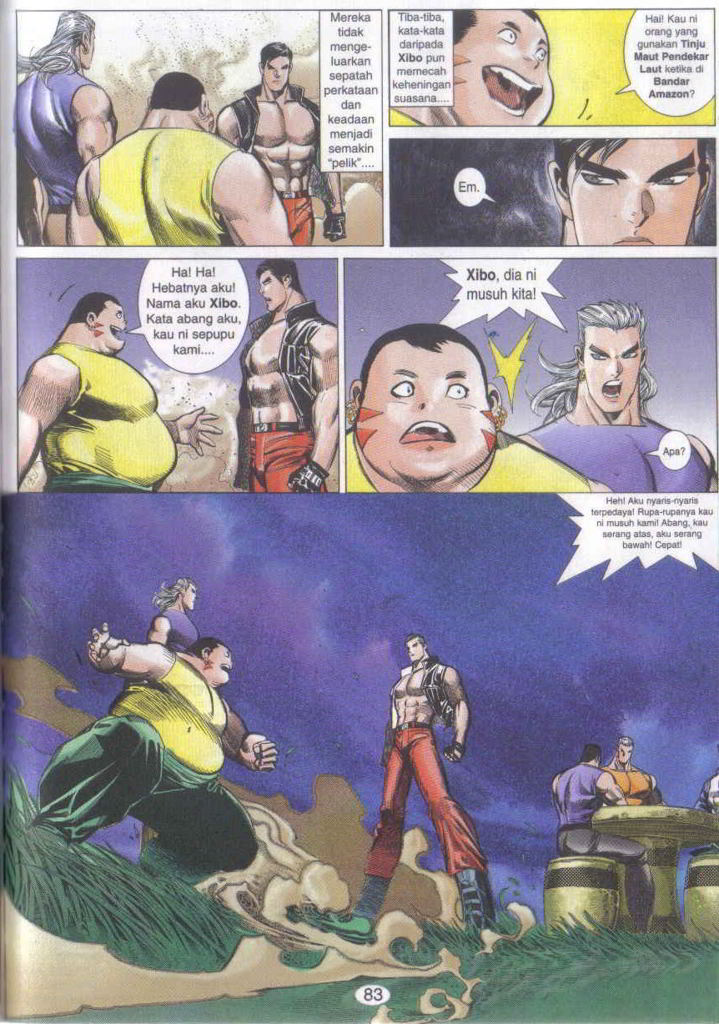 Mereka
tidak
menge-
luarkan
sepatah
perkataan
dan
keadaan
menjadi
semakin
“pelik”....
Tiba-tiba,
kata-kata
daripada
Xibo pun
memecah
keheningan
suasana....
Hai! Kau ni
orang yang
gunakan Tinju
Maut Pendekar
Laut ketika di
Bandar
Amazon?
Em.
Ha! Ha!
Hebatnya aku!
Nama aku Xibo.
Kata abang aku,
kau ni sepupu
kami....
Xibo, dia ni
musuh kita!
Apa?
Heh! Aku nyaris-nyaris
terpedaya! Rupa-rupanya kau
ni musuh kami! Abang, kau
serang atas, aku serang
bawah! Cepat!
83